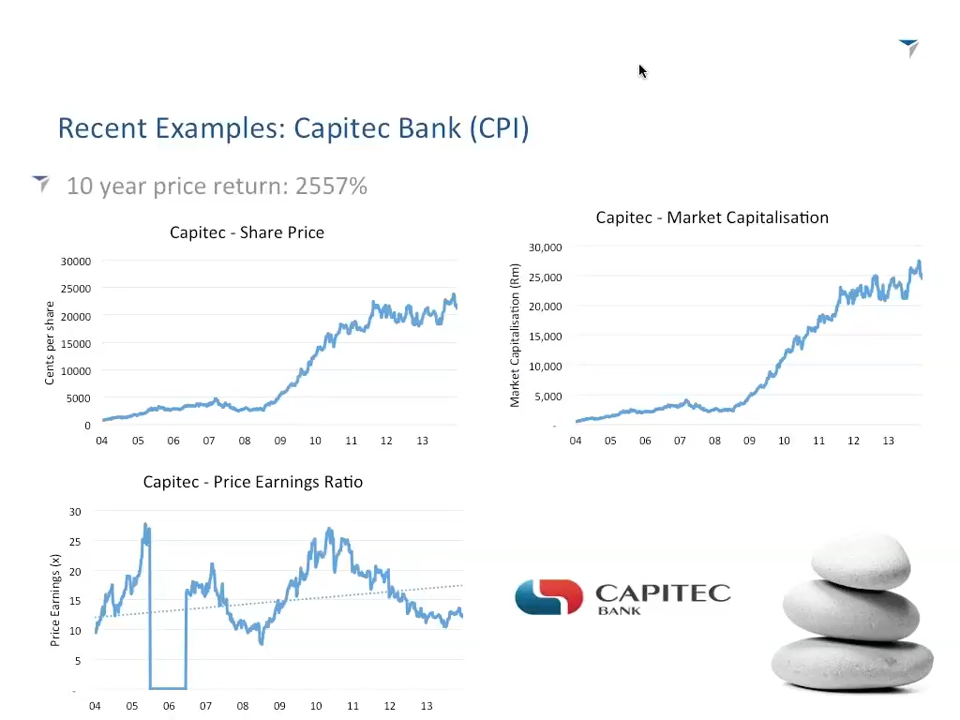 Recent Examples: Capitec Bank (CPI)
10 year price return: 2557%
Capitec - Share Price
Cents per share
30000
25000
20000
15000
10000
5000
0
04 05 06 07 08 09 10 11 12 13
Capitec - Market Capitalisation
Market Capitalisation (Rm)
30,000
25,000
20,000
15,000
10,000
5,000
-
04 05 06 07 08 09 10 11 12 13
Capitec - Price Earnings Ratio
Price Earnings (x)
30
25
20
15
10
5
-
04 05 06 07 08 09 10 11 12 13
CAPITEC
BANK